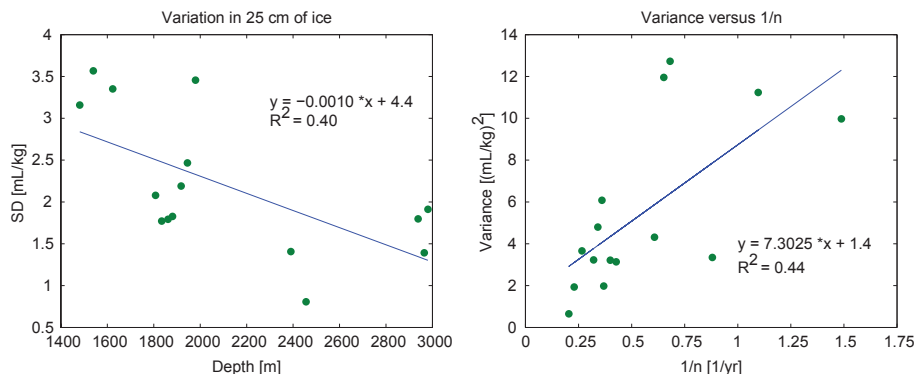 Variation in 25 cm of ice
4
3.5
3
2.5
2
1.5
1
0.5
SD [mL/kg]
y = −0.0010 *x + 4.4
R2 = 0.40
1400 1600 1800 2000 2200 2400 2600 2800 3000
Depth [m]
Variance versus 1/n
14
12
10
8
6
4
2
0
Variance [(mL/kg)2]
y = 7.3025 *x + 1.4
R2 = 0.44
0 0.25 0.5 0.75 1 1.25 1.5 1.75
1/n [1/yr]